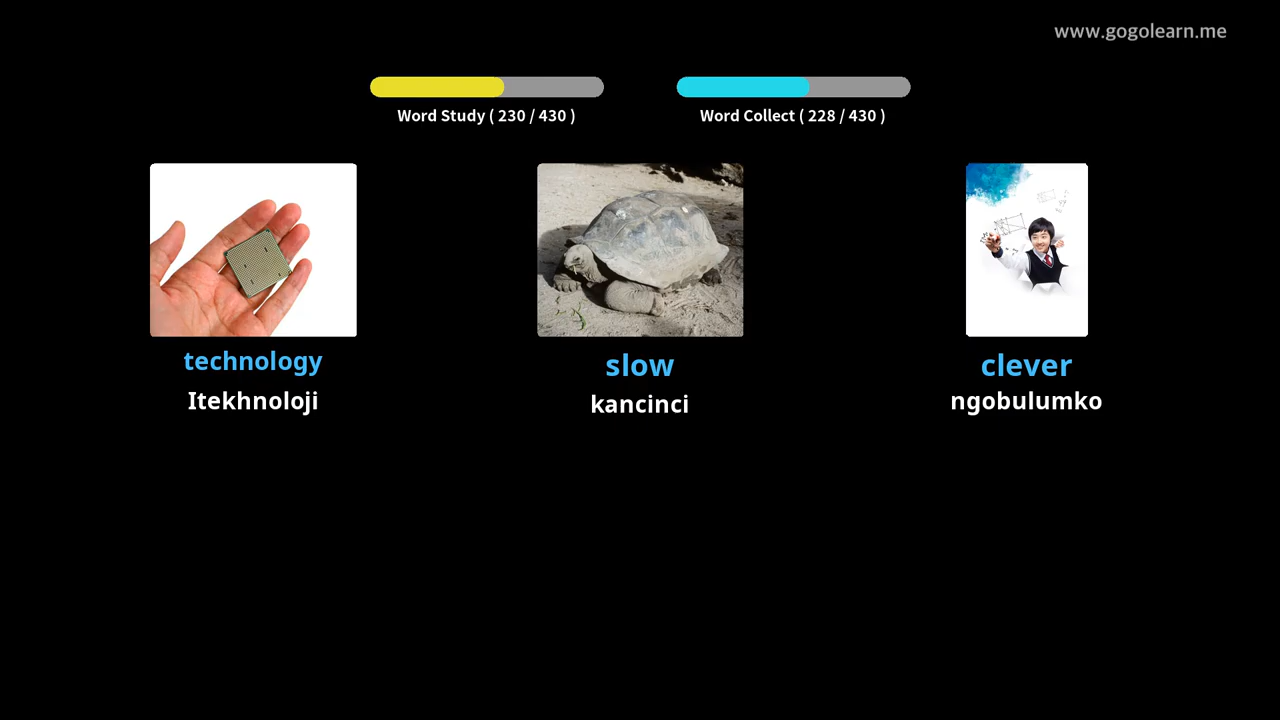 www.gogolearn.me
Word Study ( 230 / 430 )
Word Collect ( 228 / 430 )
technology
Itekhnoloji
slow
kancinci
clever
ngobulumko